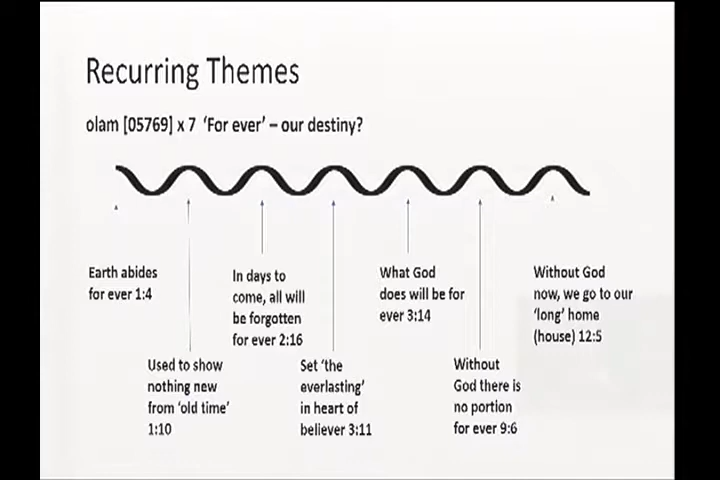 Recurring Themes
olam [05769] x 7 'For ever' – our destiny?
Earth abides
for ever 1:4
Used to show
nothing new
from 'old time'
1:10
In days to
come, all will
be forgotten
for ever 2:16
Set 'the
everlasting'
in heart of
believer 3:11
What God
does will be for
ever 3:14
Without
God there is
no portion
for ever 9:6
Without God
now, we go to our
'long' home
(house) 12:5